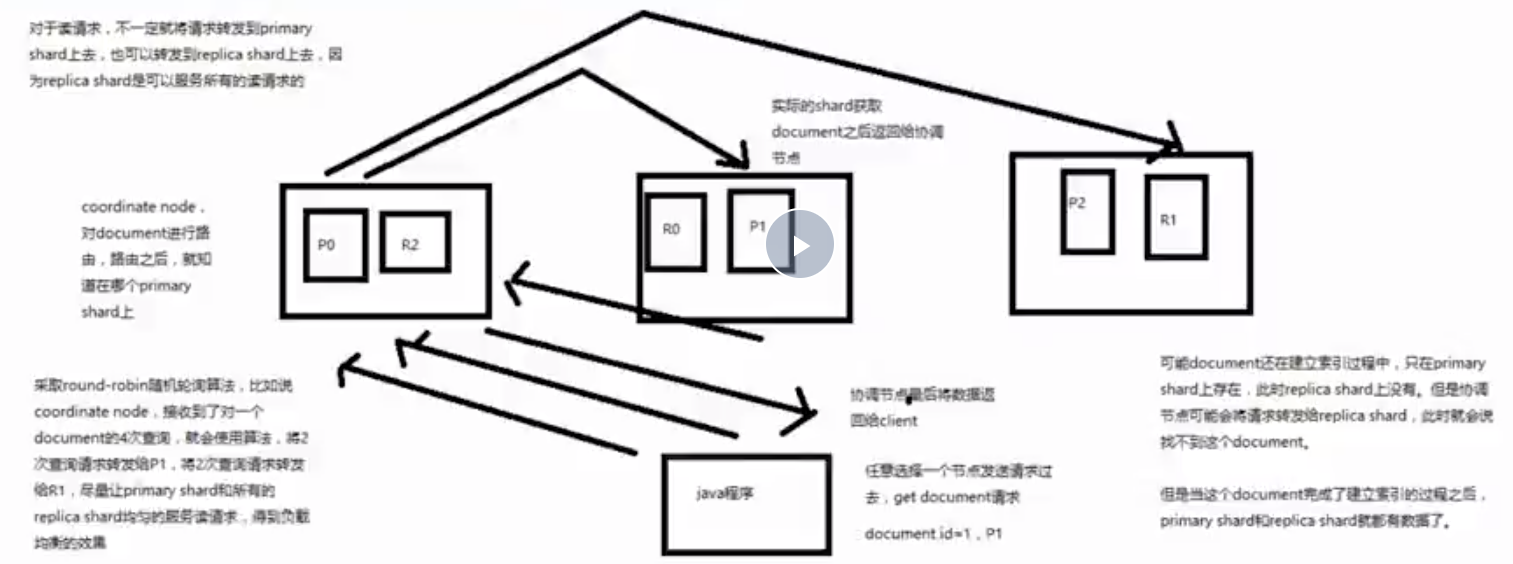 对于读请求，不一定就将请求转发到primary
shard上去，也可以转发到replica shard上去，因
为replica shard是可以服务所有的读请求的
实际的shard获取
document之后返回给协调
节点
coordinate node，
对document进行路
由，路由之后，就知
道在哪个primary
shard上
P0
R2
R0
P1
P2
R1
采取round-robin随机轮询算法，比如说
coordinate node，接收到了对一个
document的4次查询，就会使用算法，将2
次查询请求转发给P1，将2次查询请求转发
给R1，尽量让primary shard和所有的
replica shard均匀的服务读请求，得到负载
均衡的效果
协调节点最后将数据返
回给client
java程序
任意选择一个节点发送请求过
去，get document请求
document.id=1，P1
可能document还在建立索引过程中，只在primary
shard上存在，此时replica shard上没有。但是协调
节点可能会将请求转发给replica shard，此时就会说
找不到这个document。
但是当这个document完成了建立索引的过程之后，
primary shard和replica shard就都有数据了。